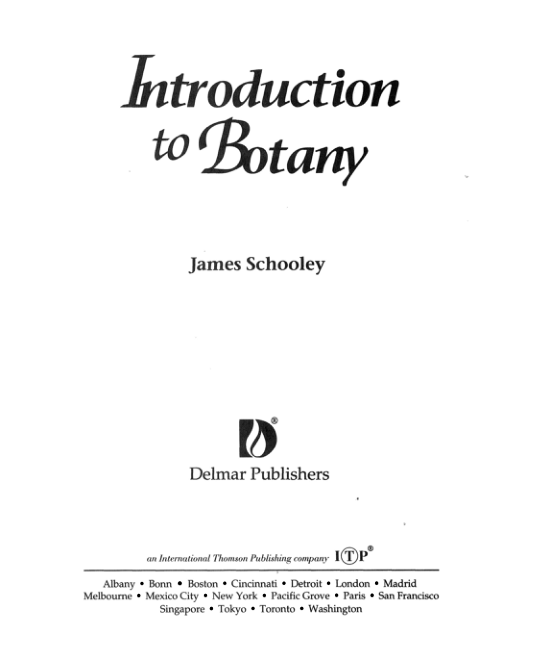 Introduction
to Botany
James Schooley
D®
Delmar Publishers
an International Thomson Publishing company ITP®
Albany • Bonn • Boston • Cincinnati • Detroit • London • Madrid
Melbourne • Mexico City • New York • Pacific Grove • Paris • San Francisco
Singapore • Tokyo • Toronto • Washington